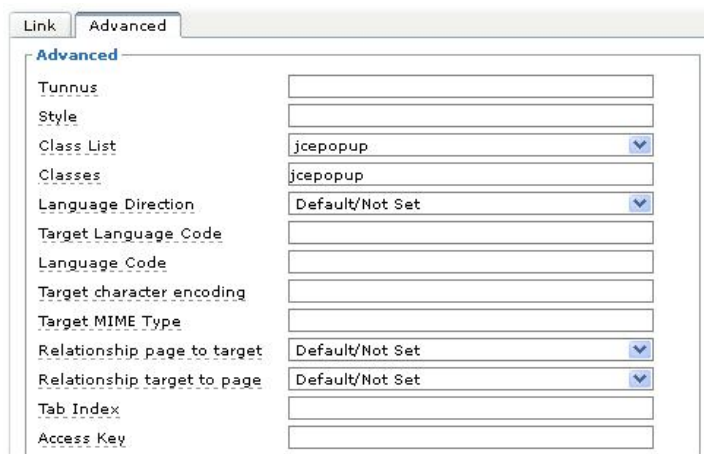 Link Advanced
Advanced
Tunnus
Style
Class List jcepopup
Classes jcepopup
Language Direction Default/Not Set
Target Language Code
Language Code
Target character encoding
Target MIME Type
Relationship page to target Default/Not Set
Relationship target to page Default/Not Set
Tab Index
Access Key